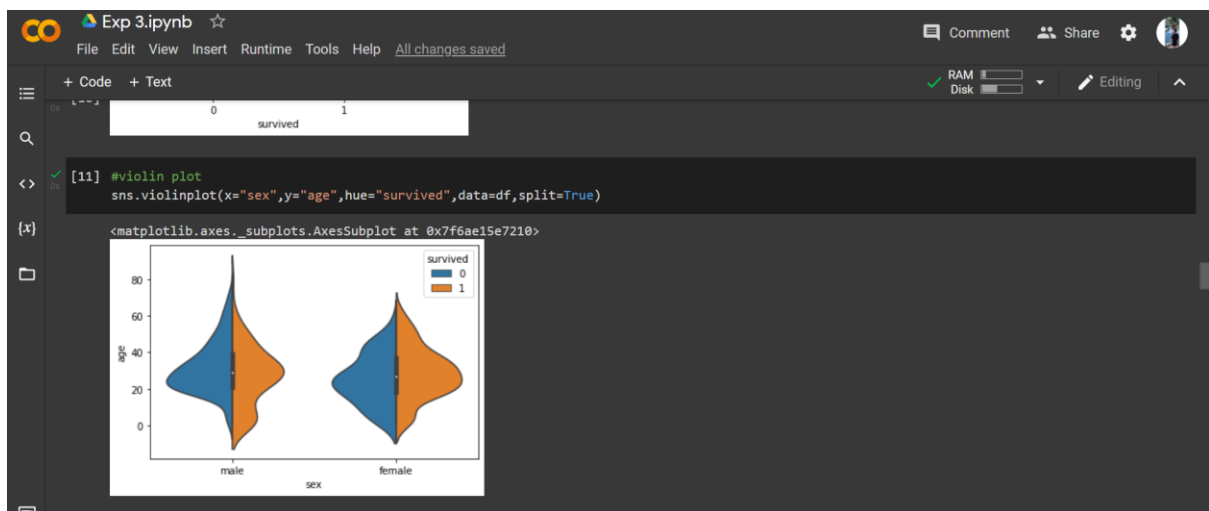 Exp 3.ipynb
Comment
Share
File Edit View Insert Runtime Tools Help All changes saved
+ Code + Text
RAM
Disk
Editing
0s
0 1
survived
[11] #violin plot
0s
sns.violinplot(x="sex",y="age",hue="survived",data=df,split=True)
{x}
<matplotlib.axes._subplots.AxesSubplot at 0x7f6ae15e7210>
survived
0
1
80
60
40
20
0
age
male female
sex